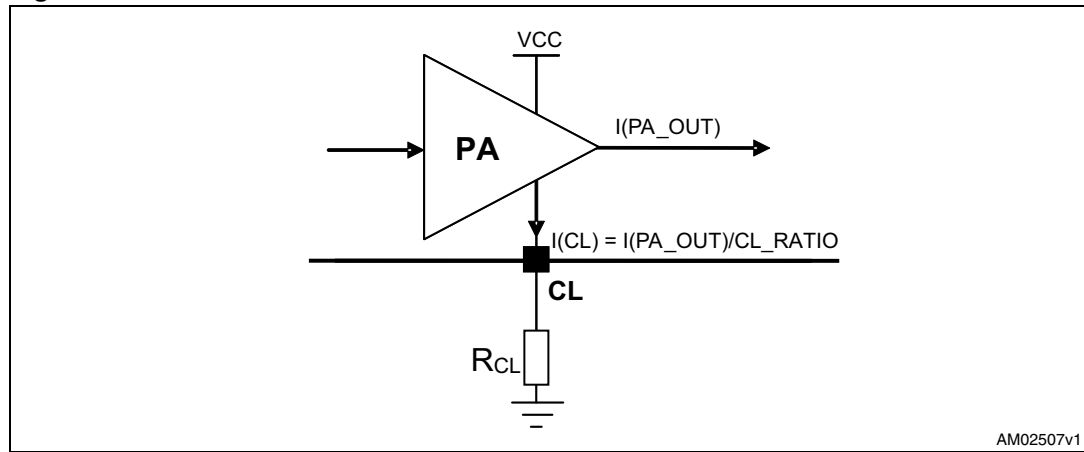 VCC
I(PA_OUT)
PA
I(CL) = I(PA_OUT)/CL_RATIO
CL
RCL
AM02507v1